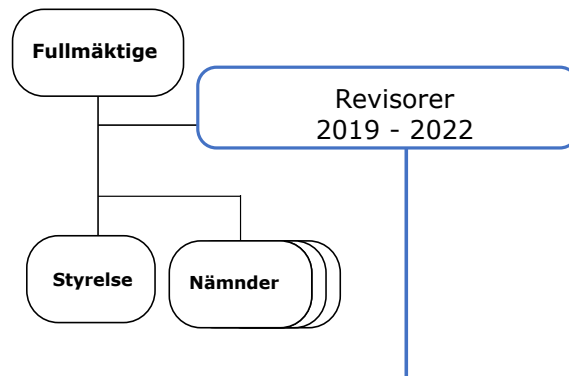 Fullmäktige
Revisorer
2019 - 2022
Styrelse
Nämnder